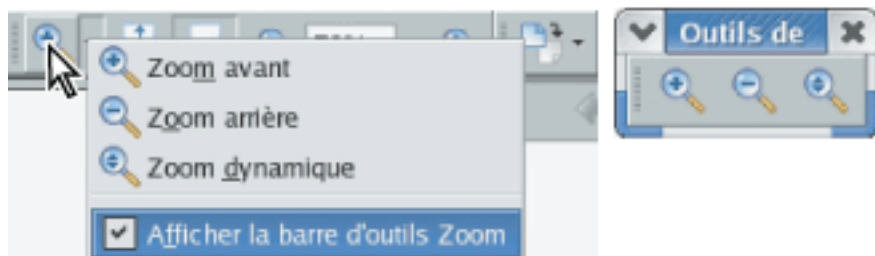 Zoom avant
Zoom arrière
Zoom dynamique
Afficher la barre d'outils Zoom
Outils de